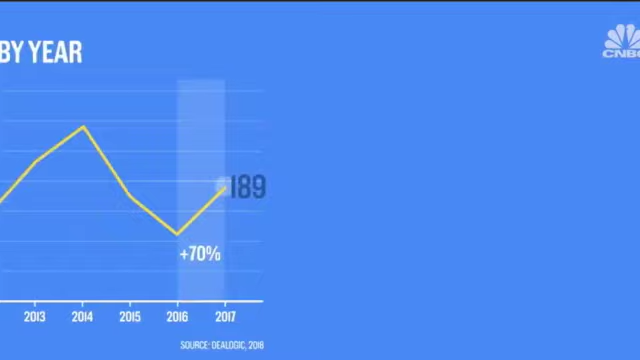 BY YEAR
CNBC
189
+70%
2013 2014 2015 2016 2017
SOURCE: DEALOGIC, 2018